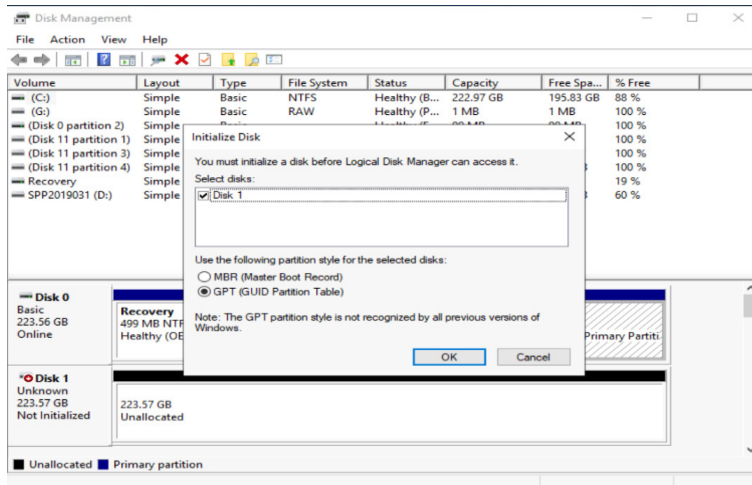 Disk Management
File Action View Help
Volume Layout Type File System Status Capacity Free Spa... % Free
(C:) Simple Basic NTFS Healthy (B... 222.97 GB 195.83 GB 88 %
(G:) Simple Basic RAW Healthy (P... 1 MB 1 MB 100 %
(Disk 0 partition 2) Simple 100 %
(Disk 11 partition 1) Simple 100 %
(Disk 11 partition 3) Simple 100 %
(Disk 11 partition 4) Simple 100 %
Recovery Simple 19 %
SPP2019031 (D:) Simple 60 %
Initialize Disk
You must initialize a disk before Logical Disk Manager can access it.
Select disks:
Disk 1
Use the following partition style for the selected disks:
MBR (Master Boot Record)
GPT (GUID Partition Table)
Note: The GPT partition style is not recognized by all previous versions of
Windows.
OK Cancel
Disk 0
Basic
223.56 GB
Online
Recovery
499 MB NTF
Healthy (OE
Primary Partiti
Disk 1
Unknown
223.57 GB
Not Initialized
223.57 GB
Unallocated
Unallocated Primary partition